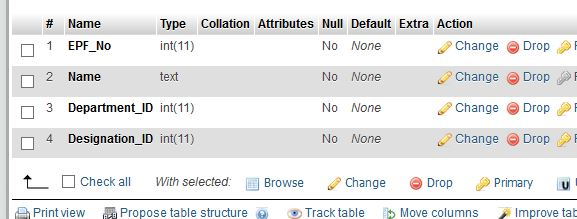 # Name Type Collation Attributes Null Default Extra Action
1 EPF_No int(11) No None Change Drop
2 Name text No None Change Drop
3 Department_ID int(11) No None Change Drop
4 Designation_ID int(11) No None Change Drop
Check all With selected: Browse Change Drop Primary U
Print view Propose table structure Track table Move columns Improve tab